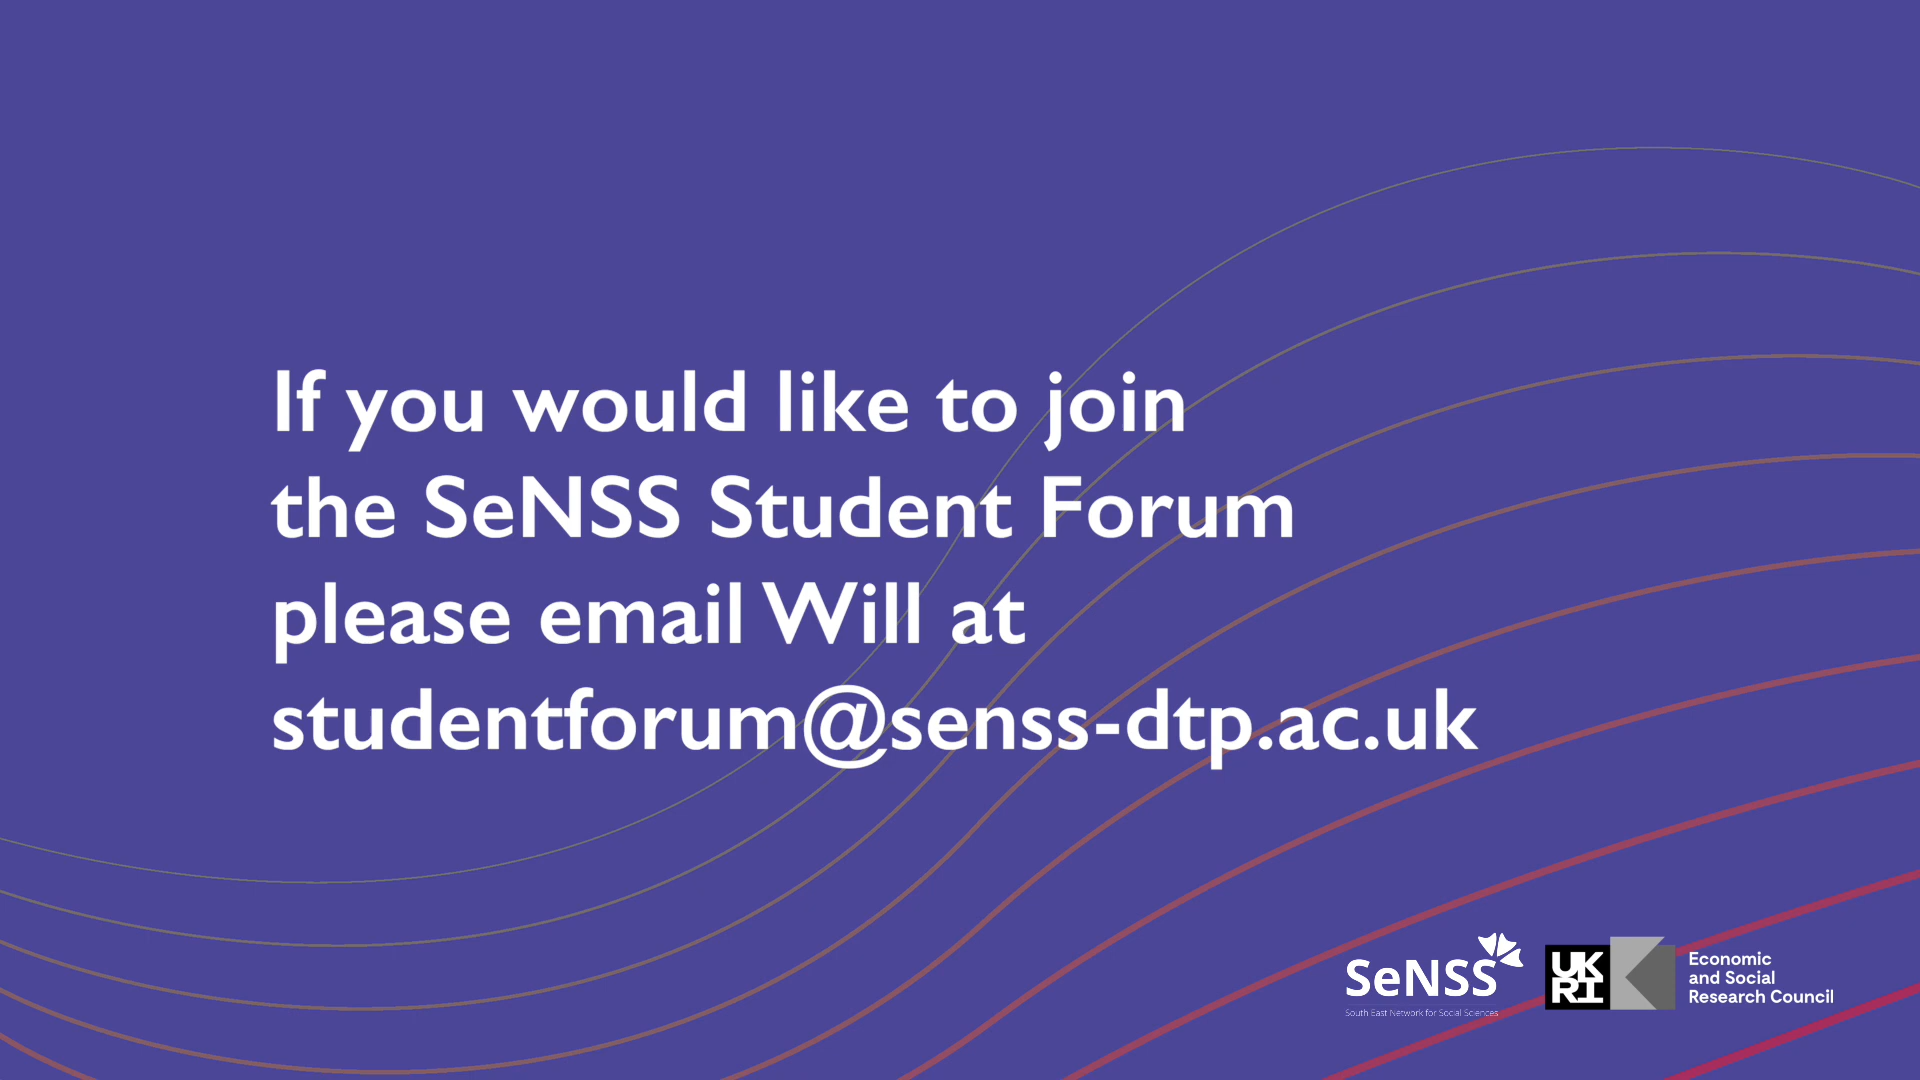 If you would like to join
the SeNSS Student Forum
please email Will at
studentforum@senss-dtp.ac.uk
SeNSS
South East Network for Social Sciences
UK
RI
Economic
and Social
Research Council